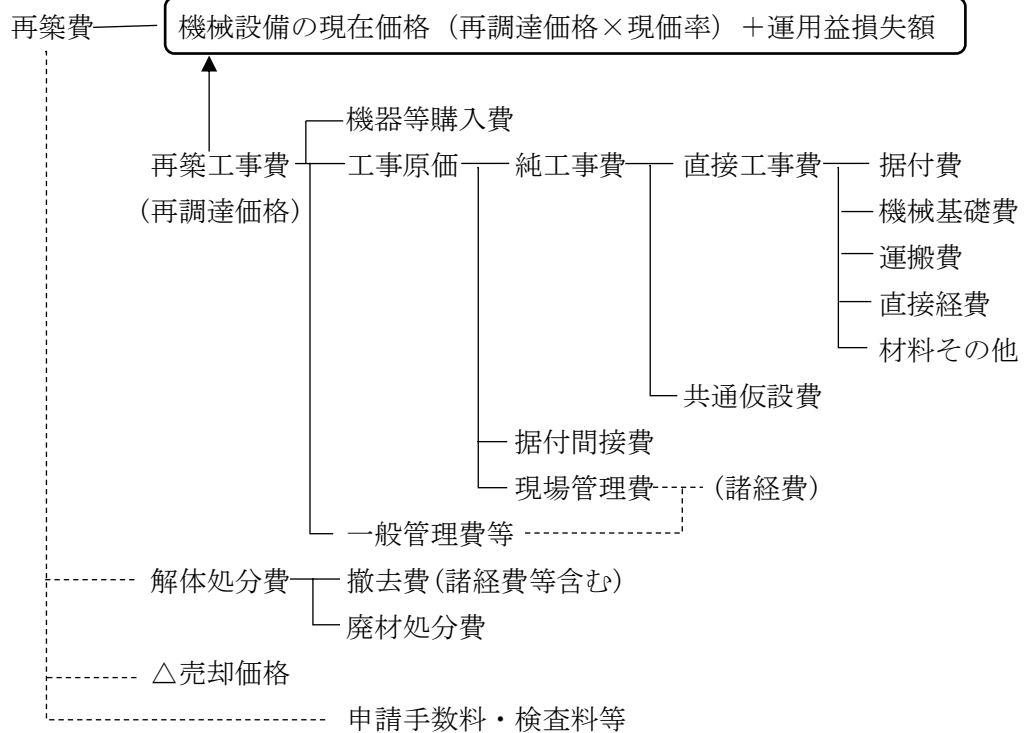 再築費 機械設備の現在価格（再調達価格×現価率）＋運用益損失額
機器等購入費
再築工事費 工事原価 純工事費 直接工事費 据付費
（再調達価格） 機械基礎費
運搬費
直接経費
材料その他
共通仮設費
据付間接費
現場管理費 （諸経費）
一般管理費等
解体処分費 撤去費（諸経費等含む）
廃材処分費
△売却価格
申請手数料・検査料等